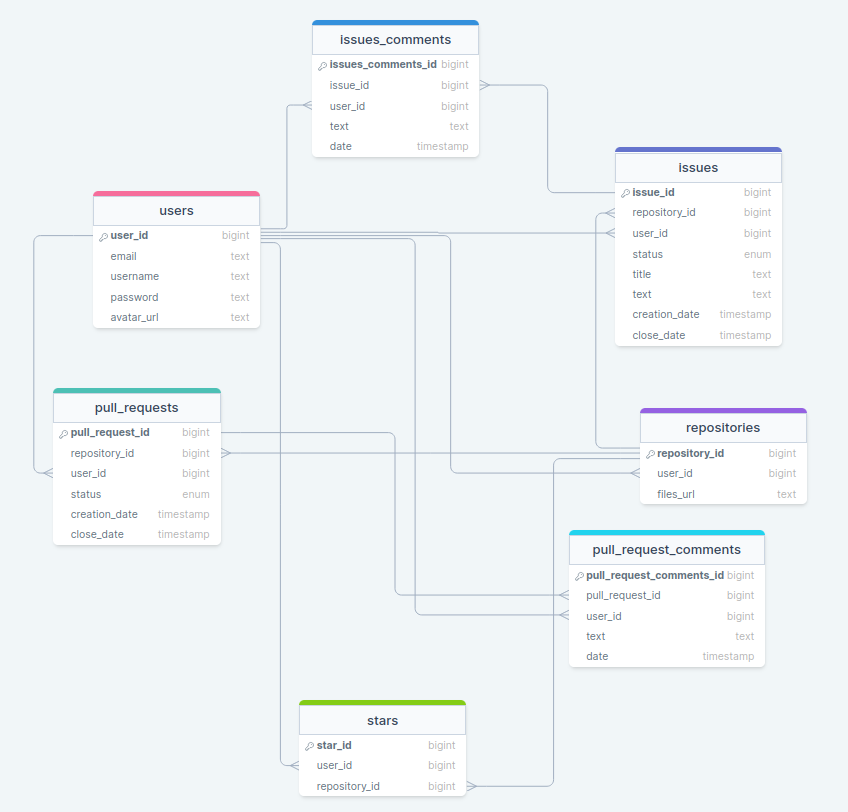 issues_comments
issues_comments_id bigint
issue_id bigint
user_id bigint
text text
date timestamp
issues
issue_id bigint
repository_id bigint
user_id bigint
status enum
title text
text text
creation_date timestamp
close_date timestamp
users
user_id bigint
email text
username text
password text
avatar_url text
pull_requests
pull_request_id bigint
repository_id bigint
user_id bigint
status enum
creation_date timestamp
close_date timestamp
repositories
repository_id bigint
user_id bigint
files_url text
pull_request_comments
pull_request_comments_id bigint
pull_request_id bigint
user_id bigint
text text
date timestamp
stars
star_id bigint
user_id bigint
repository_id bigint